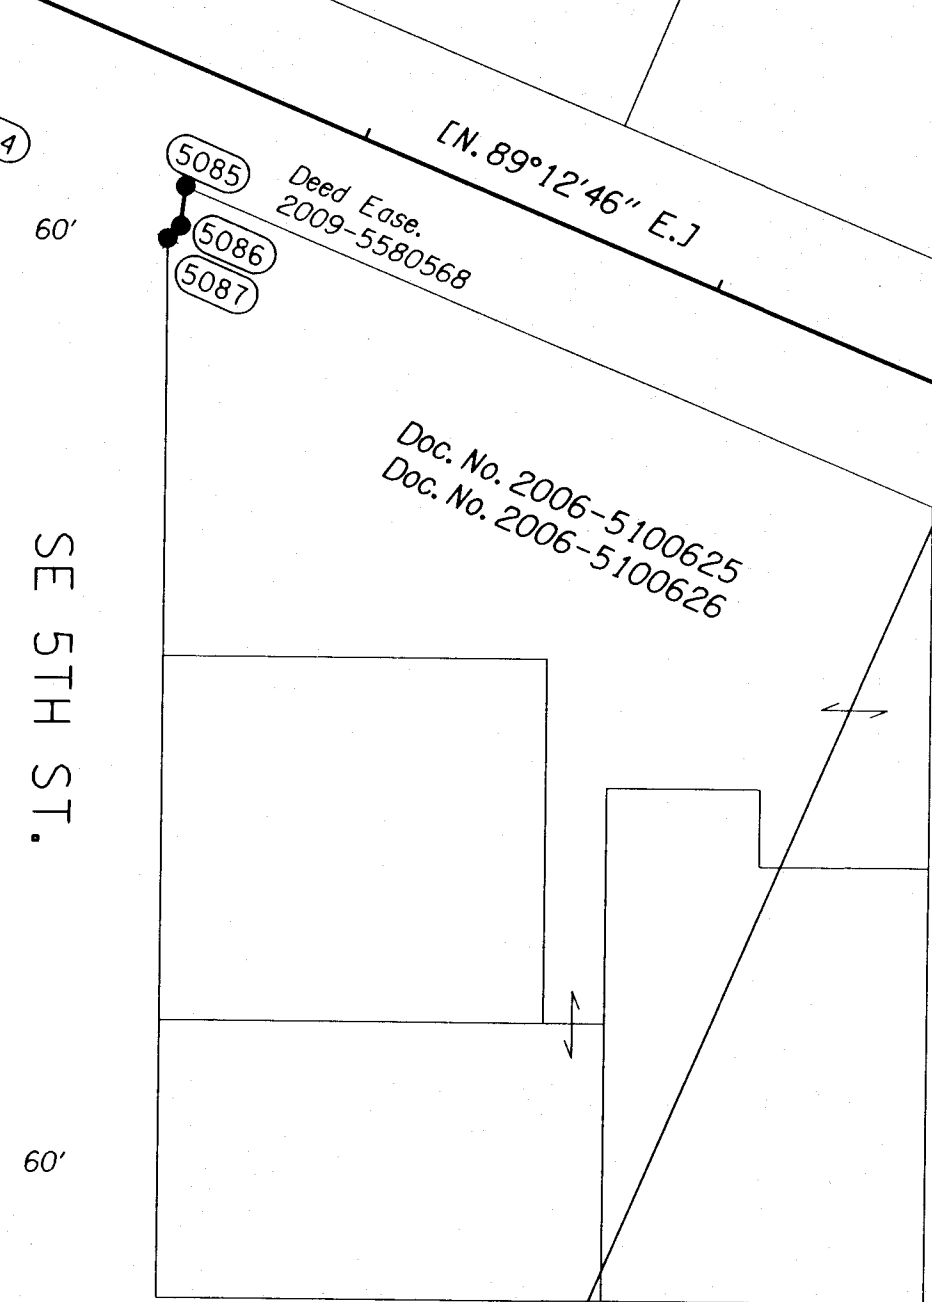 [N. 89°12'46" E.]
4
5085
Deed Ease.
2009-5580568
60'
5086
5087
Doc. No. 2006-5100625
Doc. No. 2006-5100626
SE 5TH ST.
60'